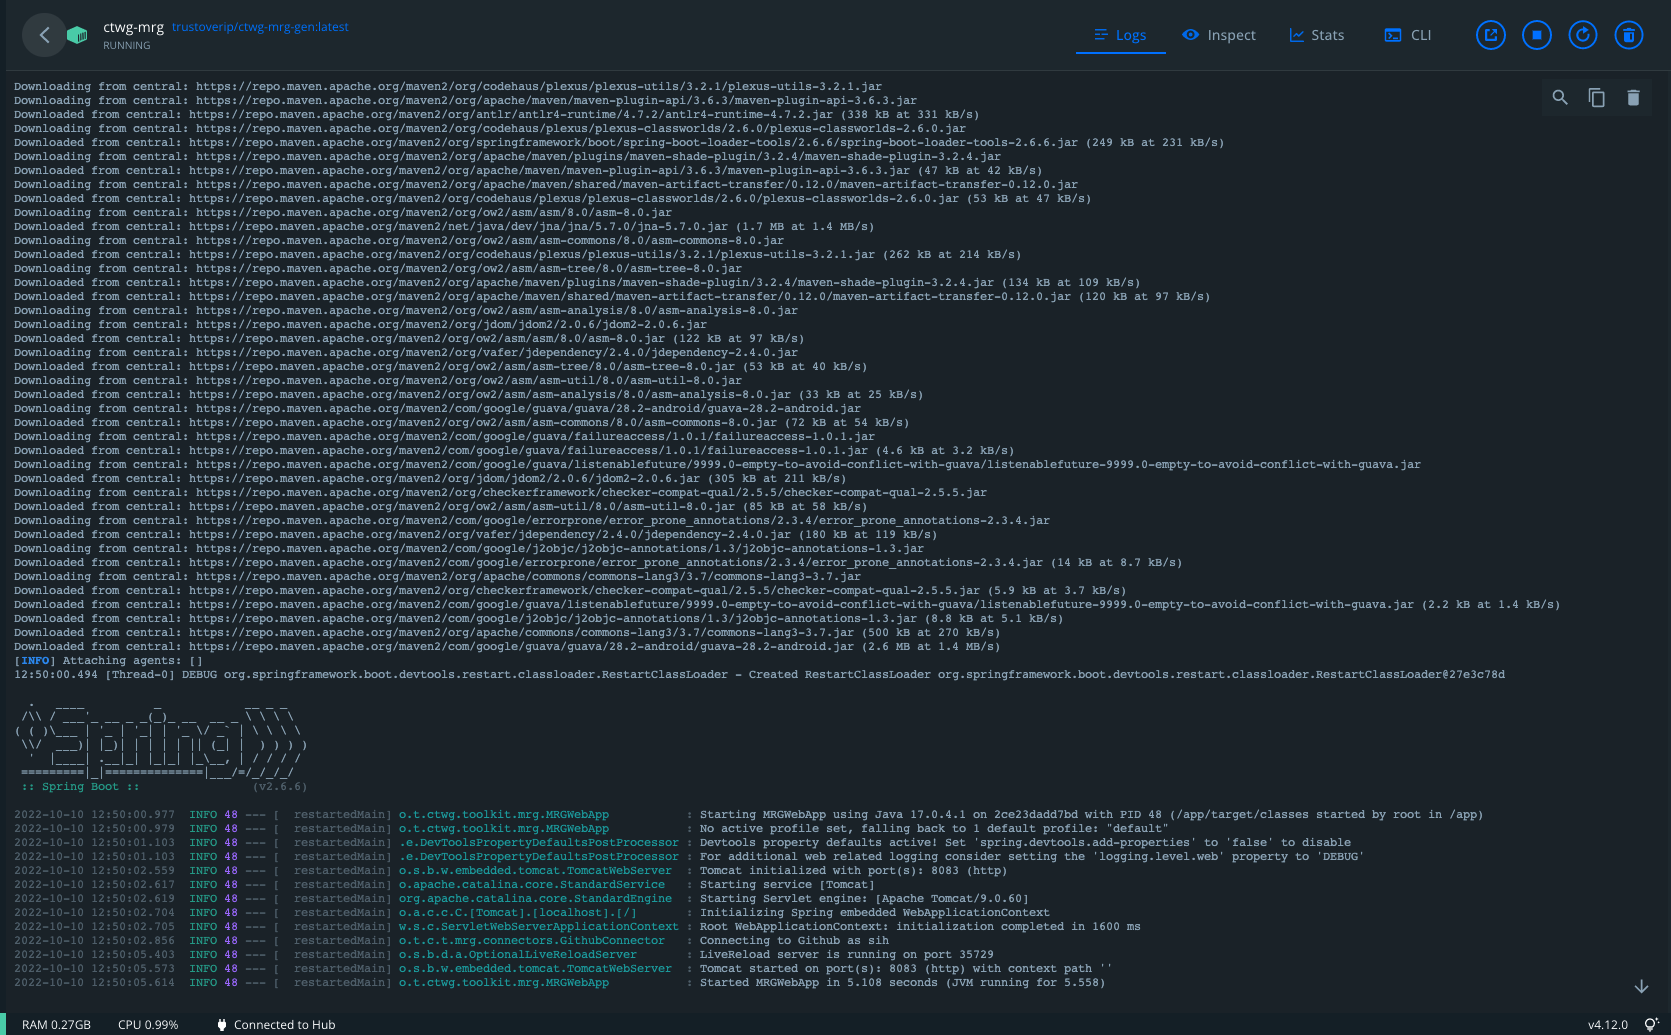 ctwg-mrg trustoverip/ctwg-mrg-gen:latest
RUNNING
Logs Inspect Stats CLI
Downloading from central: https://repo.maven.apache.org/maven2/org/codehaus/plexus/plexus-utils/3.2.1/plexus-utils-3.2.1.jar
Downloading from central: https://repo.maven.apache.org/maven2/org/apache/maven/maven-plugin-api/3.6.3/maven-plugin-api-3.6.3.jar
Downloaded from central: https://repo.maven.apache.org/maven2/org/antlr/antlr4-runtime/4.7.2/antlr4-runtime-4.7.2.jar (338 kB at 331 kB/s)
Downloading from central: https://repo.maven.apache.org/maven2/org/codehaus/plexus/plexus-classworlds/2.6.0/plexus-classworlds-2.6.0.jar
Downloaded from central: https://repo.maven.apache.org/maven2/org/springframework/boot/spring-boot-loader-tools/2.6.6/spring-boot-loader-tools-2.6.6.jar (249 kB at 231 kB/s)
Downloading from central: https://repo.maven.apache.org/maven2/org/apache/maven/plugins/maven-shade-plugin/3.2.4/maven-shade-plugin-3.2.4.jar
Downloaded from central: https://repo.maven.apache.org/maven2/org/apache/maven/maven-plugin-api/3.6.3/maven-plugin-api-3.6.3.jar (47 kB at 42 kB/s)
Downloading from central: https://repo.maven.apache.org/maven2/org/apache/maven/shared/maven-artifact-transfer/0.12.0/maven-artifact-transfer-0.12.0.jar
Downloaded from central: https://repo.maven.apache.org/maven2/org/codehaus/plexus/plexus-classworlds/2.6.0/plexus-classworlds-2.6.0.jar (53 kB at 47 kB/s)
Downloading from central: https://repo.maven.apache.org/maven2/org/ow2/asm/asm/8.0/asm-8.0.jar
Downloaded from central: https://repo.maven.apache.org/maven2/net/java/dev/jna/jna/5.7.0/jna-5.7.0.jar (1.7 MB at 1.4 MB/s)
Downloading from central: https://repo.maven.apache.org/maven2/org/ow2/asm/asm-commons/8.0/asm-commons-8.0.jar
Downloaded from central: https://repo.maven.apache.org/maven2/org/codehaus/plexus/plexus-utils/3.2.1/plexus-utils-3.2.1.jar (262 kB at 214 kB/s)
Downloading from central: https://repo.maven.apache.org/maven2/org/ow2/asm/asm-tree/8.0/asm-tree-8.0.jar
Downloaded from central: https://repo.maven.apache.org/maven2/org/apache/maven/plugins/maven-shade-plugin/3.2.4/maven-shade-plugin-3.2.4.jar (134 kB at 109 kB/s)
Downloaded from central: https://repo.maven.apache.org/maven2/org/apache/maven/shared/maven-artifact-transfer/0.12.0/maven-artifact-transfer-0.12.0.jar (120 kB at 97 kB/s)
Downloading from central: https://repo.maven.apache.org/maven2/org/ow2/asm/asm-analysis/8.0/asm-analysis-8.0.jar
Downloading from central: https://repo.maven.apache.org/maven2/org/jdom/jdom2/2.0.6/jdom2-2.0.6.jar
Downloaded from central: https://repo.maven.apache.org/maven2/org/ow2/asm/asm/8.0/asm-8.0.jar (122 kB at 97 kB/s)
Downloading from central: https://repo.maven.apache.org/maven2/org/vafer/jdependency/2.4.0/jdependency-2.4.0.jar
Downloaded from central: https://repo.maven.apache.org/maven2/org/ow2/asm/asm-tree/8.0/asm-tree-8.0.jar (53 kB at 40 kB/s)
Downloading from central: https://repo.maven.apache.org/maven2/org/ow2/asm/asm-util/8.0/asm-util-8.0.jar
Downloaded from central: https://repo.maven.apache.org/maven2/org/ow2/asm/asm-analysis/8.0/asm-analysis-8.0.jar (33 kB at 25 kB/s)
Downloading from central: https://repo.maven.apache.org/maven2/com/google/guava/guava/28.2-android/guava-28.2-android.jar
Downloaded from central: https://repo.maven.apache.org/maven2/org/ow2/asm/asm-commons/8.0/asm-commons-8.0.jar (72 kB at 54 kB/s)
Downloading from central: https://repo.maven.apache.org/maven2/com/google/guava/failureaccess/1.0.1/failureaccess-1.0.1.jar
Downloaded from central: https://repo.maven.apache.org/maven2/com/google/guava/failureaccess/1.0.1/failureaccess-1.0.1.jar (4.6 kB at 3.2 kB/s)
Downloading from central: https://repo.maven.apache.org/maven2/com/google/guava/listenablefuture/9999.0-empty-to-avoid-conflict-with-guava/listenablefuture-9999.0-empty-to-avoid-conflict-with-guava.jar
Downloaded from central: https://repo.maven.apache.org/maven2/org/jdom/jdom2/2.0.6/jdom2-2.0.6.jar (305 kB at 211 kB/s)
Downloading from central: https://repo.maven.apache.org/maven2/org/checkerframework/checker-compat-qual/2.5.5/checker-compat-qual-2.5.5.jar
Downloaded from central: https://repo.maven.apache.org/maven2/org/ow2/asm/asm-util/8.0/asm-util-8.0.jar (85 kB at 58 kB/s)
Downloading from central: https://repo.maven.apache.org/maven2/com/google/errorprone/error_prone_annotations/2.3.4/error_prone_annotations-2.3.4.jar
Downloaded from central: https://repo.maven.apache.org/maven2/org/vafer/jdependency/2.4.0/jdependency-2.4.0.jar (180 kB at 119 kB/s)
Downloading from central: https://repo.maven.apache.org/maven2/com/google/j2objc/j2objc-annotations/1.3/j2objc-annotations-1.3.jar
Downloaded from central: https://repo.maven.apache.org/maven2/com/google/errorprone/error_prone_annotations/2.3.4/error_prone_annotations-2.3.4.jar (14 kB at 8.7 kB/s)
Downloading from central: https://repo.maven.apache.org/maven2/org/apache/commons/commons-lang3/3.7/commons-lang3-3.7.jar
Downloaded from central: https://repo.maven.apache.org/maven2/org/checkerframework/checker-compat-qual/2.5.5/checker-compat-qual-2.5.5.jar (5.9 kB at 3.7 kB/s)
Downloaded from central: https://repo.maven.apache.org/maven2/com/google/guava/listenablefuture/9999.0-empty-to-avoid-conflict-with-guava/listenablefuture-9999.0-empty-to-avoid-conflict-with-guava.jar (2.2 kB at 1.4 kB/s)
Downloaded from central: https://repo.maven.apache.org/maven2/com/google/j2objc/j2objc-annotations/1.3/j2objc-annotations-1.3.jar (8.8 kB at 5.1 kB/s)
Downloaded from central: https://repo.maven.apache.org/maven2/org/apache/commons/commons-lang3/3.7/commons-lang3-3.7.jar (500 kB at 270 kB/s)
Downloaded from central: https://repo.maven.apache.org/maven2/com/google/guava/guava/28.2-android/guava-28.2-android.jar (2.6 MB at 1.4 MB/s)
[INFO] Attaching agents: []
12:50:00.494 [Thread-0] DEBUG org.springframework.boot.devtools.restart.classloader.RestartClassLoader - Created RestartClassLoader org.springframework.boot.devtools.restart.classloader.RestartClassLoader@27e3c78d
  .   ____          _            __ _ _
 /\\ / ___'_ __ _ _(_)_ __  __ _ \ \ \ \
( ( )\___ | '_ | '_| | '_ \/ _` | \ \ \ \
 \\/  ___)| |_)| | | | | || (_| |  ) ) ) )
  '  |____| .__|_| |_|_| |_\__, | / / / /
 =========|_|==============|___/=/_/_/_/
 :: Spring Boot ::                (v2.6.6)
2022-10-10 12:50:00.977  INFO 48 --- [  restartedMain] o.t.ctwg.toolkit.mrg.MRGWebApp           : Starting MRGWebApp using Java 17.0.4.1 on 2ce23dadd7bd with PID 48 (/app/target/classes started by root in /app)
2022-10-10 12:50:00.979  INFO 48 --- [  restartedMain] o.t.ctwg.toolkit.mrg.MRGWebApp           : No active profile set, falling back to 1 default profile: "default"
2022-10-10 12:50:01.103  INFO 48 --- [  restartedMain] .e.DevToolsPropertyDefaultsPostProcessor : Devtools property defaults active! Set 'spring.devtools.add-properties' to 'false' to disable
2022-10-10 12:50:01.103  INFO 48 --- [  restartedMain] .e.DevToolsPropertyDefaultsPostProcessor : For additional web related logging consider setting the 'logging.level.web' property to 'DEBUG'
2022-10-10 12:50:02.559  INFO 48 --- [  restartedMain] o.s.b.w.embedded.tomcat.TomcatWebServer  : Tomcat initialized with port(s): 8083 (http)
2022-10-10 12:50:02.617  INFO 48 --- [  restartedMain] o.apache.catalina.core.StandardService   : Starting service [Tomcat]
2022-10-10 12:50:02.619  INFO 48 --- [  restartedMain] org.apache.catalina.core.StandardEngine  : Starting Servlet engine: [Apache Tomcat/9.0.60]
2022-10-10 12:50:02.704  INFO 48 --- [  restartedMain] o.a.c.c.C.[Tomcat].[localhost].[/]       : Initializing Spring embedded WebApplicationContext
2022-10-10 12:50:02.705  INFO 48 --- [  restartedMain] w.s.c.ServletWebServerApplicationContext : Root WebApplicationContext: initialization completed in 1600 ms
2022-10-10 12:50:02.856  INFO 48 --- [  restartedMain] o.t.c.t.mrg.connectors.GithubConnector   : Connecting to Github as sih
2022-10-10 12:50:05.403  INFO 48 --- [  restartedMain] o.s.b.d.a.OptionalLiveReloadServer       : LiveReload server is running on port 35729
2022-10-10 12:50:05.573  INFO 48 --- [  restartedMain] o.s.b.w.embedded.tomcat.TomcatWebServer  : Tomcat started on port(s): 8083 (http) with context path ''
2022-10-10 12:50:05.614  INFO 48 --- [  restartedMain] o.t.ctwg.toolkit.mrg.MRGWebApp           : Started MRGWebApp in 5.108 seconds (JVM running for 5.558)
RAM 0.27GB CPU 0.99% Connected to Hub v4.12.0